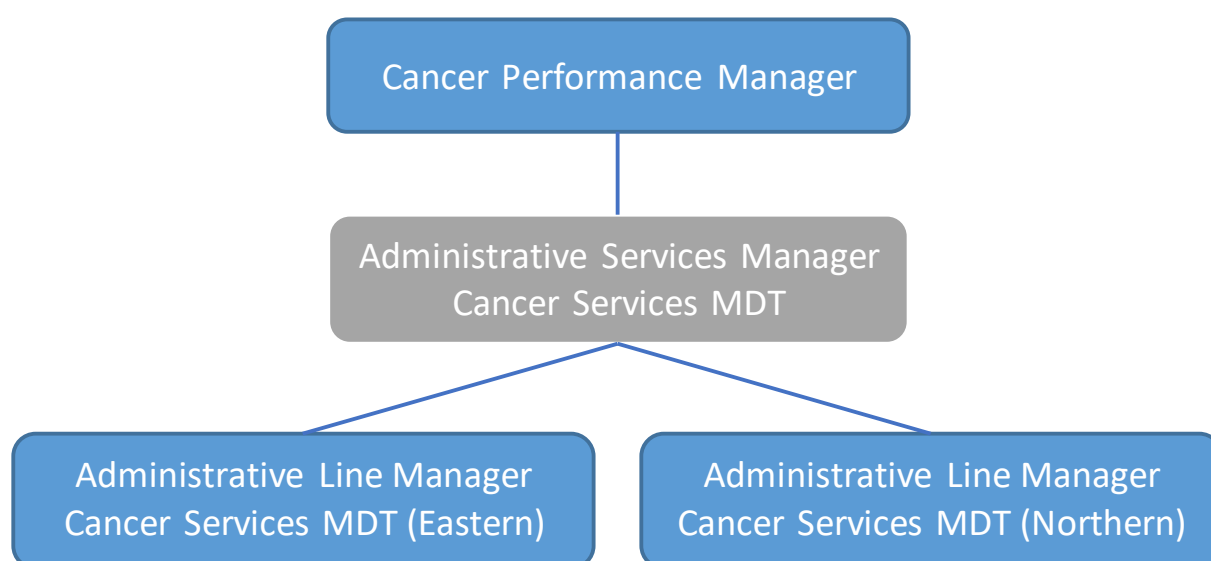 Cancer Performance Manager
Administrative Services Manager
Cancer Services MDT
Administrative Line Manager
Cancer Services MDT (Eastern)
Administrative Line Manager
Cancer Services MDT (Northern)